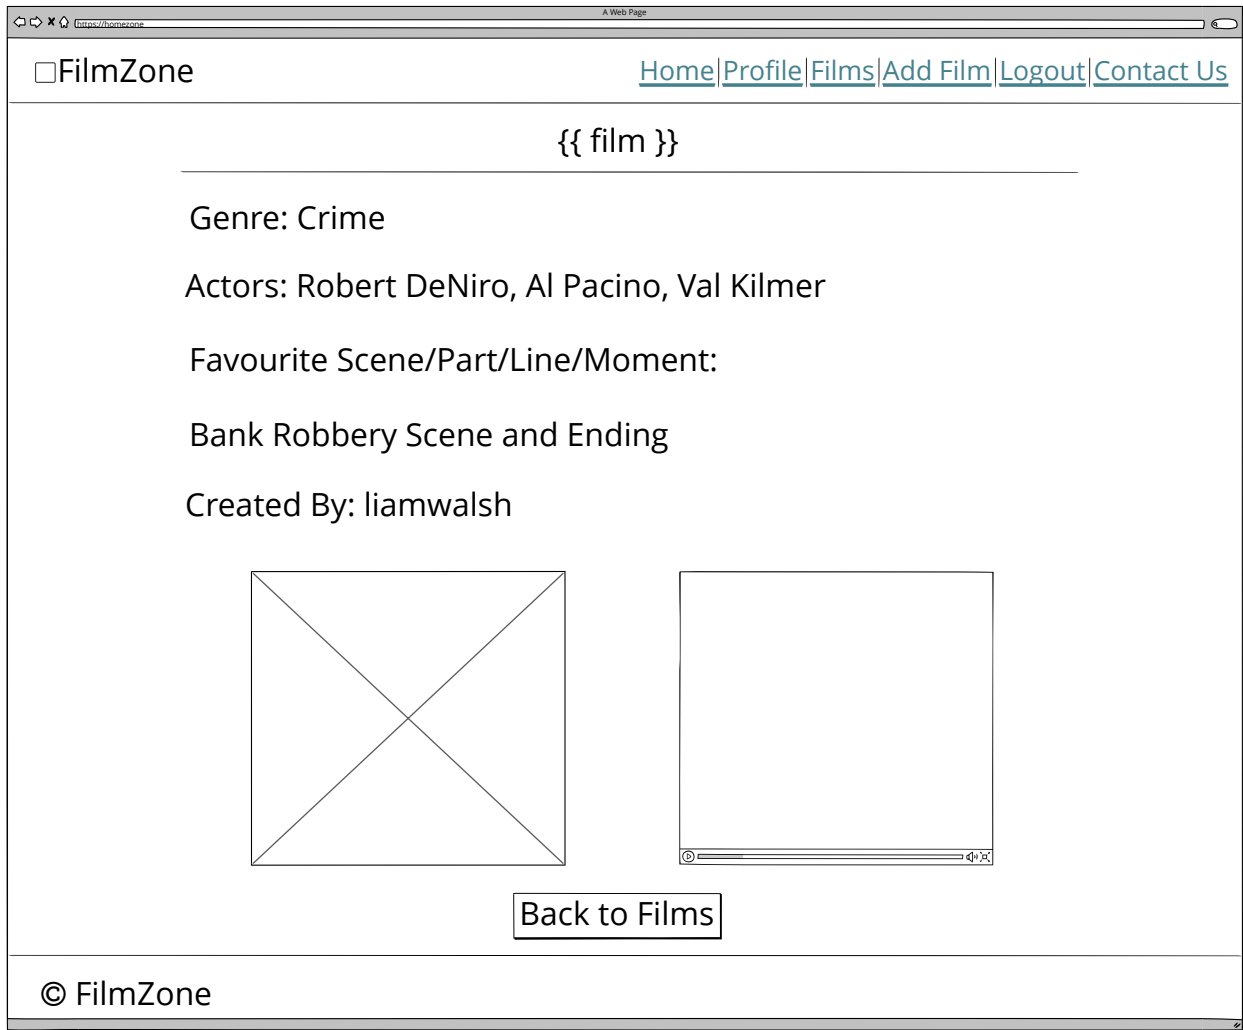 A Web Page
https://homezone
FilmZone
Home|Profile|Films|Add Film|Logout|Contact Us
{{ film }}
Genre: Crime
Actors: Robert DeNiro, Al Pacino, Val Kilmer
Favourite Scene/Part/Line/Moment:
Bank Robbery Scene and Ending
Created By: liamwalsh
Back to Films
© FilmZone